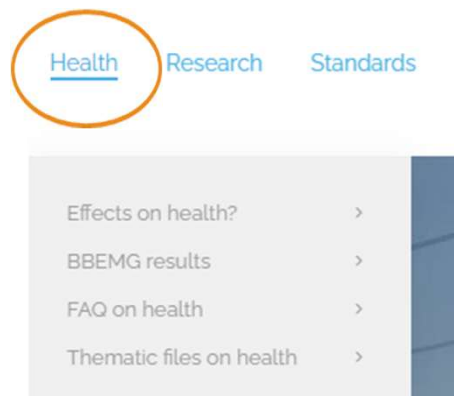 Health Research Standards
Effects on health?
BBEMG results
FAQ on health
Thematic files on health